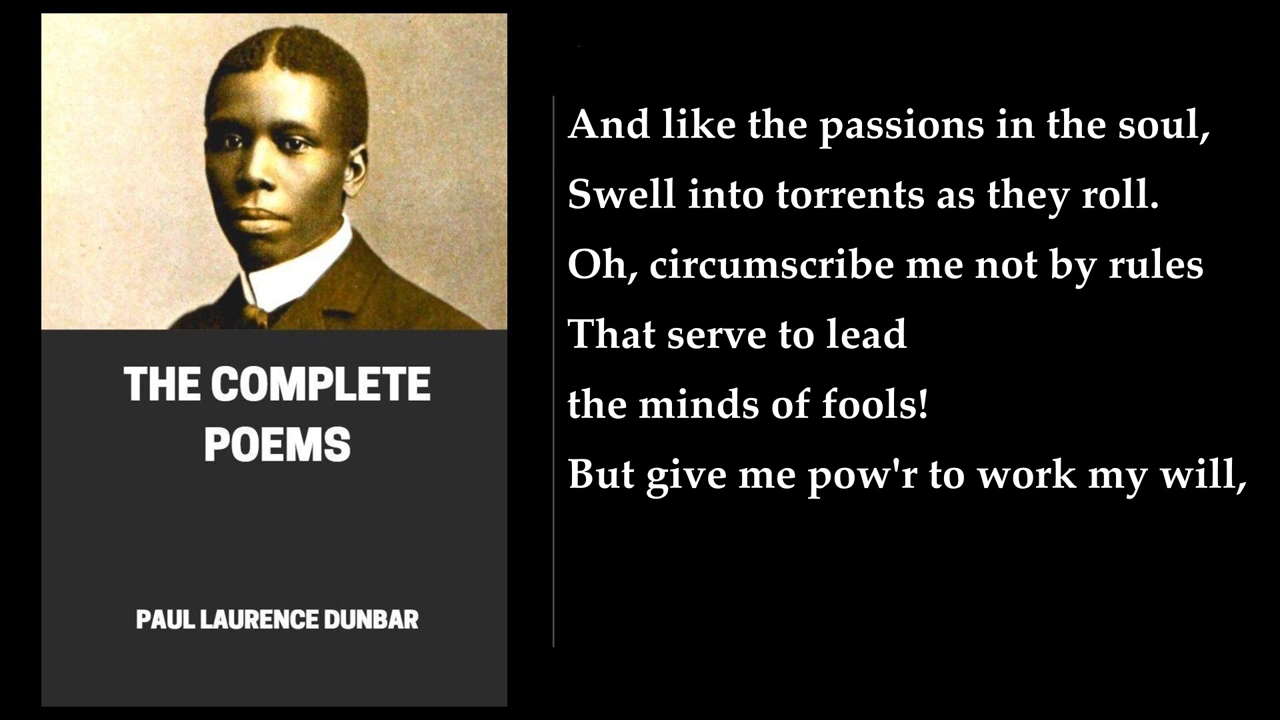 THE COMPLETE
POEMS
PAUL LAURENCE DUNBAR
And like the passions in the soul,
Swell into torrents as they roll.
Oh, circumscribe me not by rules
That serve to lead
the minds of fools!
But give me pow'r to work my will,